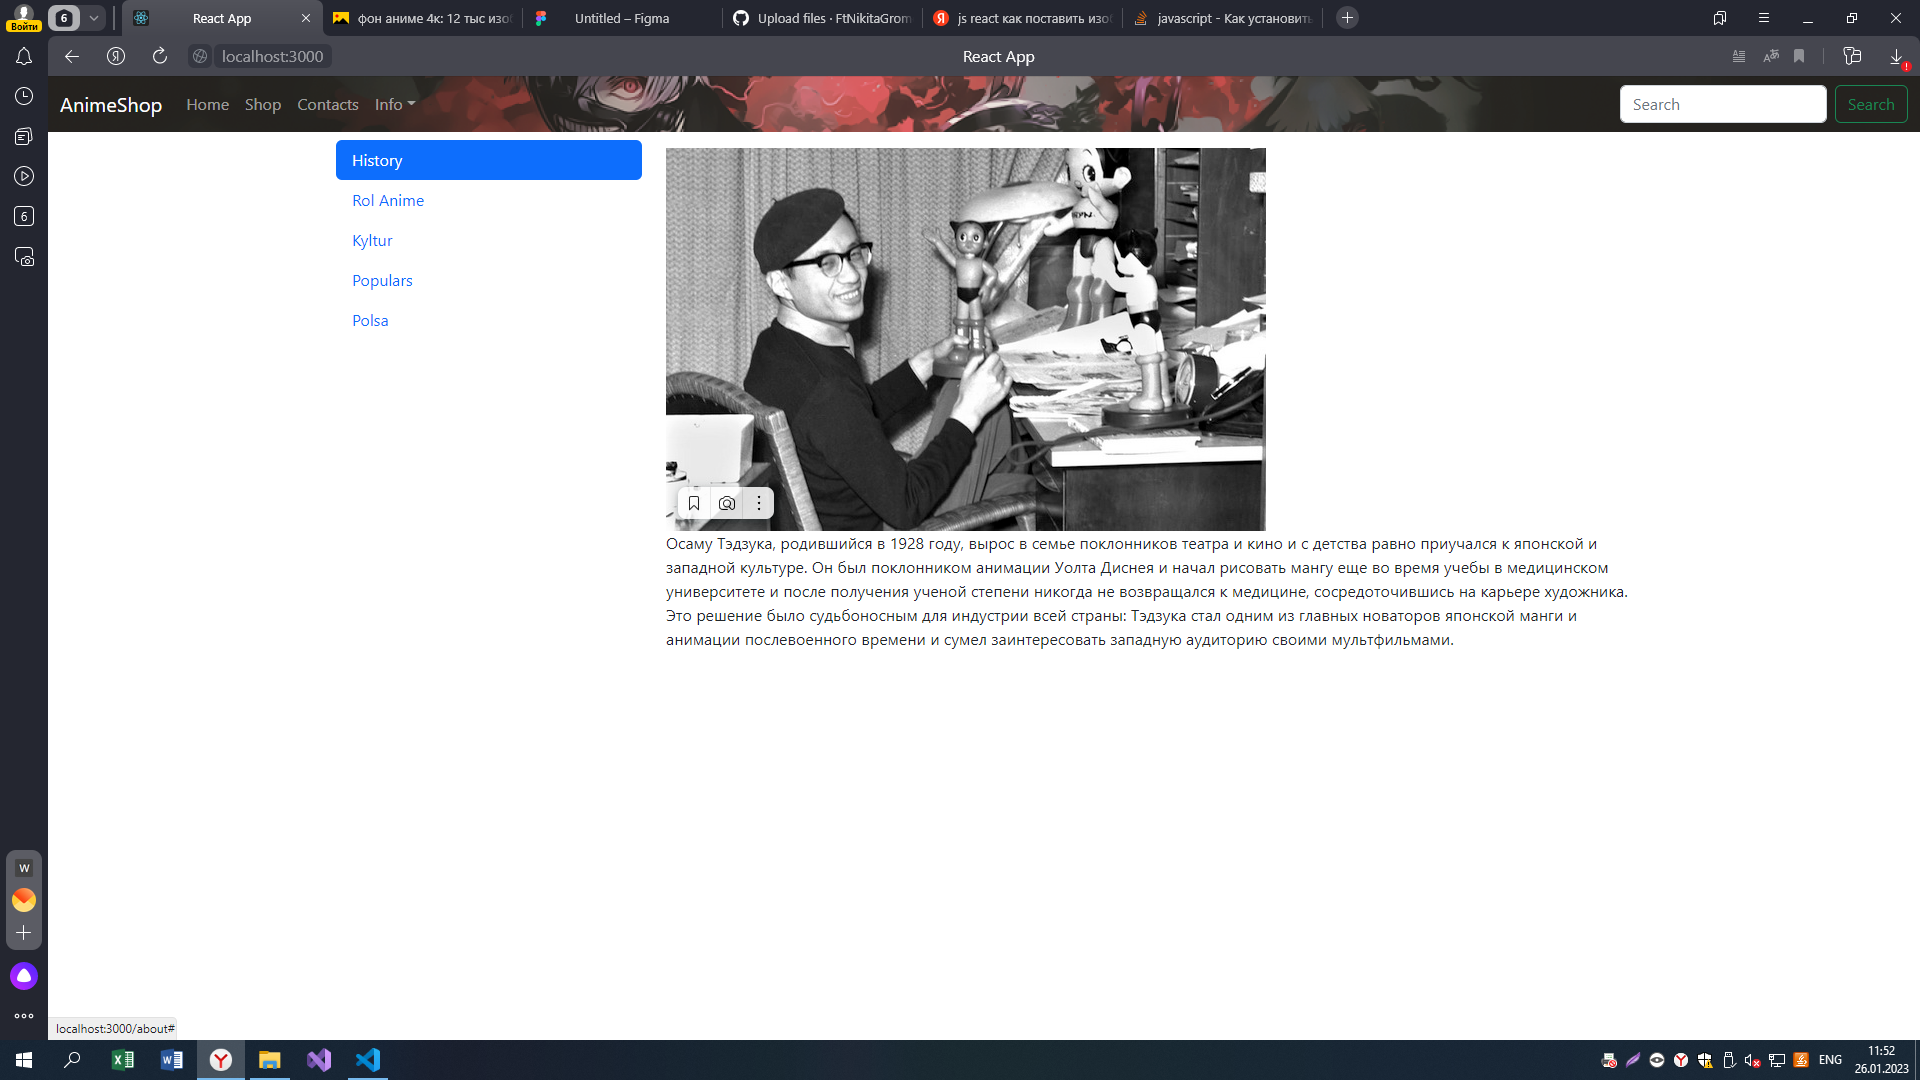 Войти
6
React App
фон аниме 4к: 12 тыс изоб
Untitled – Figma
Upload files · FtNikitaGrom
js react как поставить изоб
javascript - Как установить
localhost:3000
React App
AnimeShop
Home
Shop
Contacts
Info
Search
Search
6
History
Rol Anime
Kyltur
Populars
Polsa
Осаму Тэдзука, родившийся в 1928 году, вырос в семье поклонников театра и кино и с детства равно приучался к японской и
западной культуре. Он был поклонником анимации Уолта Диснея и начал рисовать мангу еще во время учебы в медицинском
университете и после получения ученой степени никогда не возвращался к медицине, сосредоточившись на карьере художника.
Это решение было судьбоносным для индустрии всей страны: Тэдзука стал одним из главных новаторов японской манги и
анимации послевоенного времени и сумел заинтересовать западную аудиторию своими мультфильмами.
W
localhost:3000/about#
ENG
11:52
26.01.2023